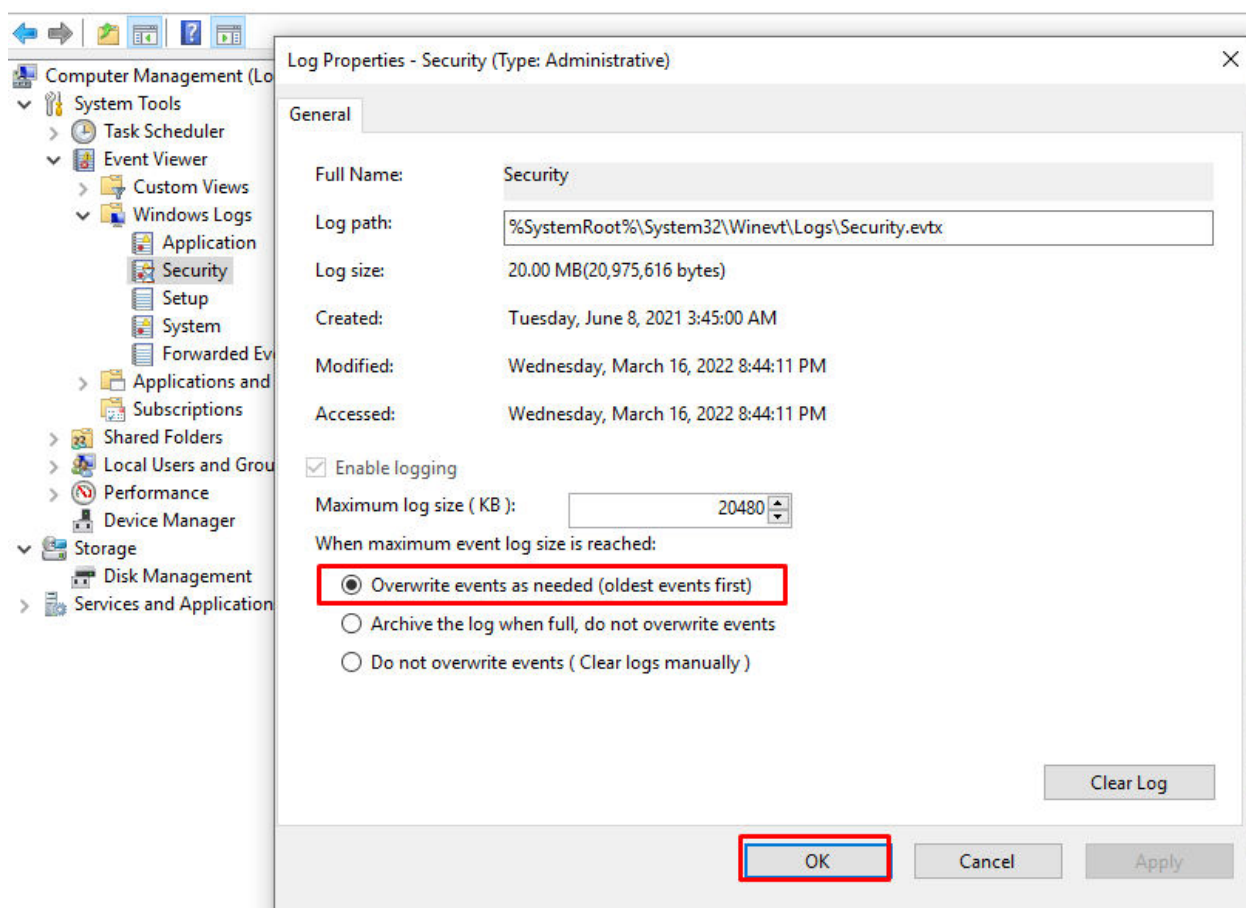 Computer Management (Lo
System Tools
Task Scheduler
Event Viewer
Custom Views
Windows Logs
Application
Security
Setup
System
Forwarded Ev
Applications and
Subscriptions
Shared Folders
Local Users and Grou
Performance
Device Manager
Storage
Disk Management
Services and Application
Log Properties - Security (Type: Administrative)
General
Full Name: Security
Log path: %SystemRoot%\System32\Winevt\Logs\Security.evtx
Log size: 20.00 MB(20,975,616 bytes)
Created: Tuesday, June 8, 2021 3:45:00 AM
Modified: Wednesday, March 16, 2022 8:44:11 PM
Accessed: Wednesday, March 16, 2022 8:44:11 PM
Enable logging
Maximum log size ( KB ): 20480
When maximum event log size is reached:
Overwrite events as needed (oldest events first)
Archive the log when full, do not overwrite events
Do not overwrite events ( Clear logs manually )
Clear Log
OK Cancel Apply